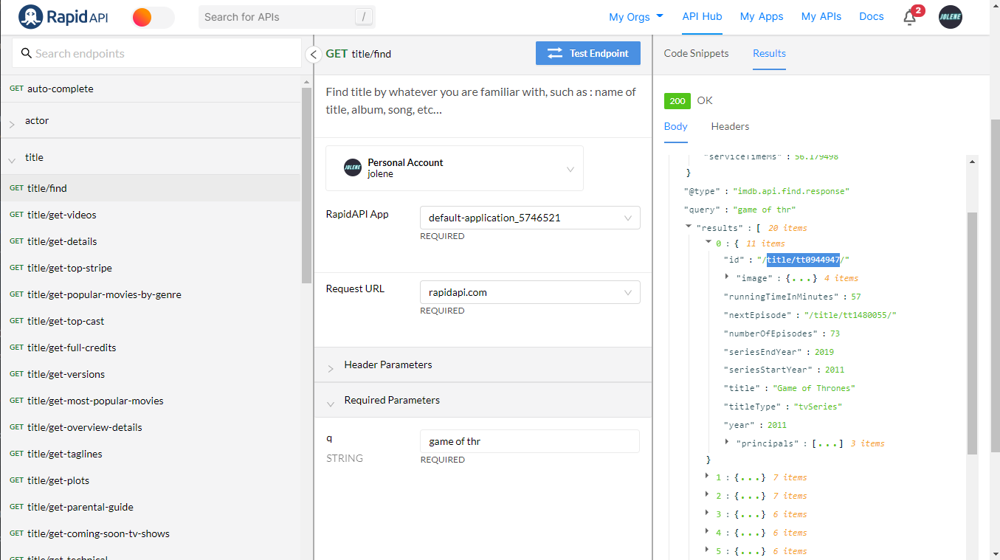 RapidAPI
Search for APIs
/
My Orgs
API Hub
My Apps
My APIs
Docs
2
JOLENE
Search endpoints
GET auto-complete
actor
title
GET title/find
GET title/get-videos
GET title/get-details
GET title/get-top-stripe
GET title/get-popular-movies-by-genre
GET title/get-top-cast
GET title/get-full-credits
GET title/get-versions
GET title/get-most-popular-movies
GET title/get-overview-details
GET title/get-taglines
GET title/get-plots
GET title/get-parental-guide
GET title/get-coming-soon-tv-shows
GET title/get-technical
GET title/find
Test Endpoint
Find title by whatever you are familiar with, such as : name of
title, album, song, etc…
JOLENE
Personal Account
jolene
RapidAPI App
default-application_5746521
REQUIRED
Request URL
rapidapi.com
REQUIRED
Header Parameters
Required Parameters
q
game of thr
STRING
REQUIRED
Code Snippets
Results
200 OK
Body
Headers
"serviceTimeMs" : 56.179498
}
"@type" : "imdb.api.find.response"
"query" : "game of thr"
"results" : [ 20 items
0 : { 11 items
"id" : "/title/tt0944947/"
"image" : {...} 4 items
"runningTimeInMinutes" : 57
"nextEpisode" : "/title/tt1480055/"
"numberOfEpisodes" : 73
"seriesEndYear" : 2019
"seriesStartYear" : 2011
"title" : "Game of Thrones"
"titleType" : "tvSeries"
"year" : 2011
"principals" : [...] 3 items
}
1 : {...} 7 items
2 : {...} 7 items
3 : {...} 6 items
4 : {...} 6 items
5 : {...} 6 items